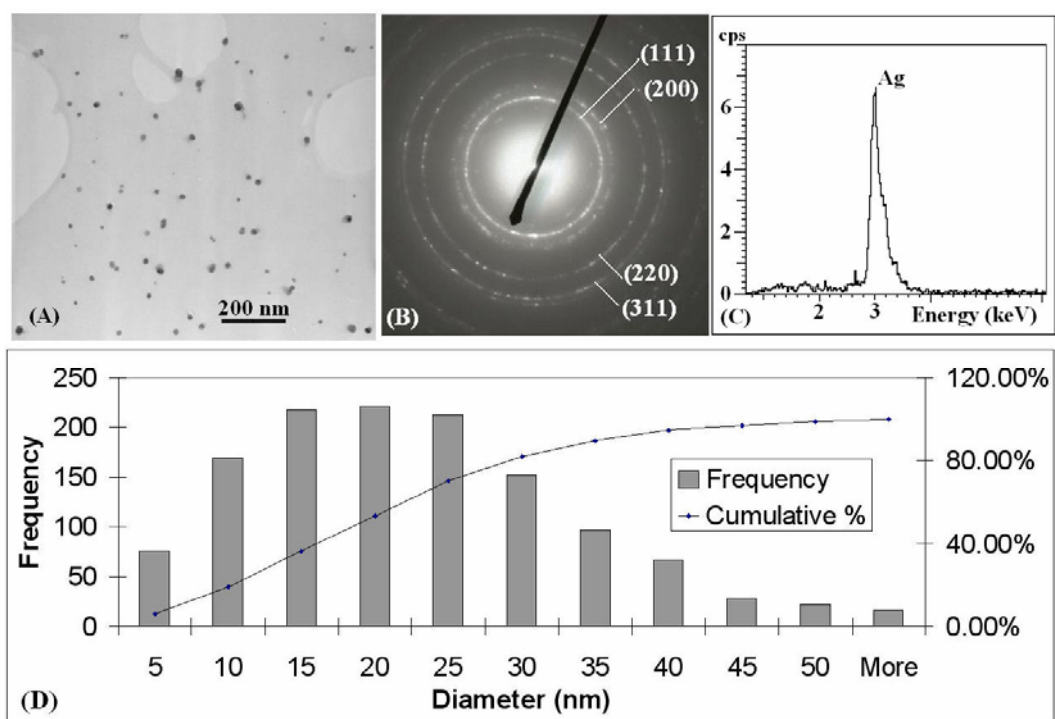 (A)
200 nm
(B)
(111)
(200)
(220)
(311)
cps
6
4
2
0
Ag
2
3
(C)
Energy (keV)
250
200
150
100
50
0
Frequency
120.00%
80.00%
40.00%
0.00%
Frequency
Cumulative %
5 10 15 20 25 30 35 40 45 50 More
(D)
Diameter (nm)